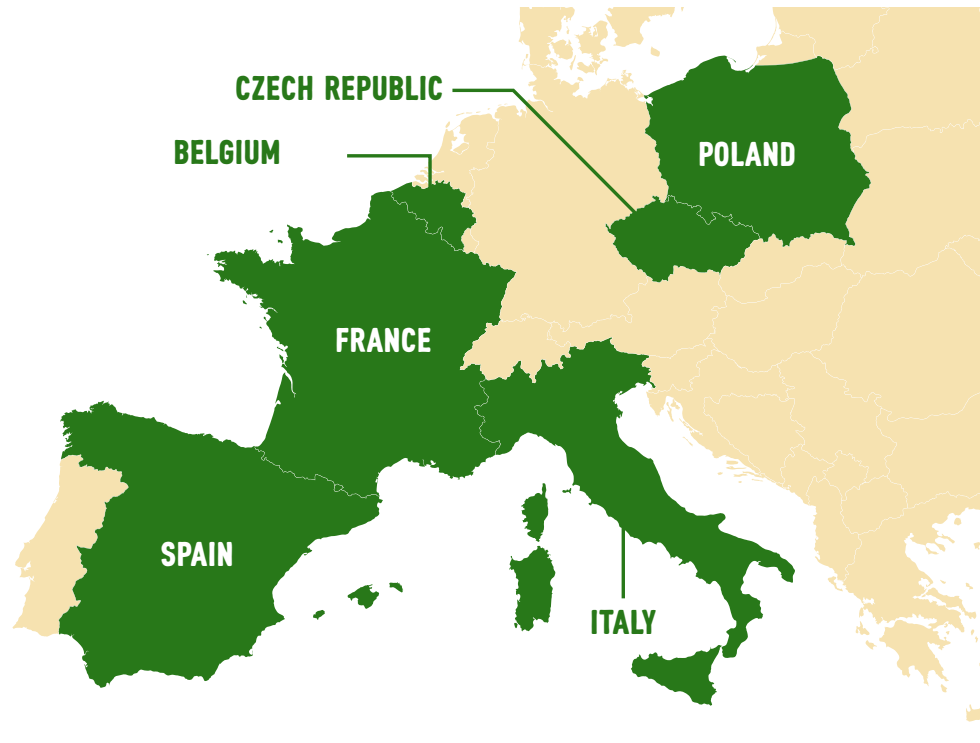 CZECH REPUBLIC
BELGIUM
POLAND
FRANCE
SPAIN
ITALY